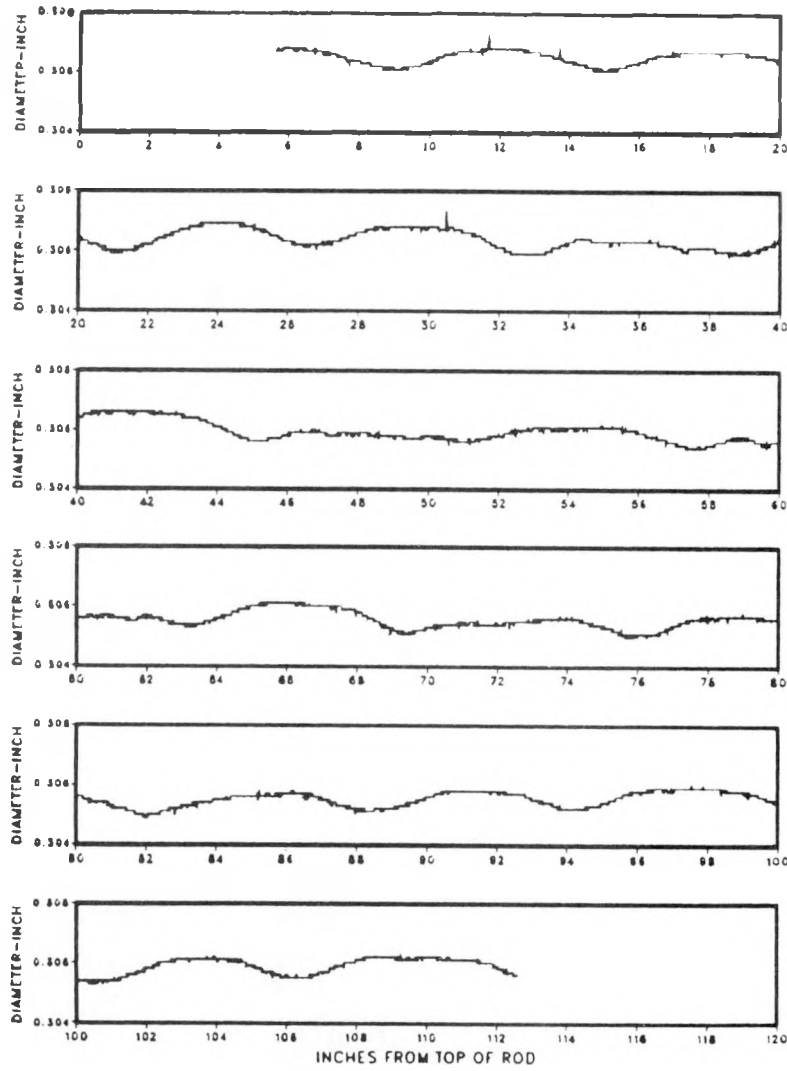 DIAMETER-INCH
0.308
0.306
0.304
0 2 4 6 8 10 12 14 16 18 20
DIAMETER-INCH
0.308
0.306
0.304
20 22 24 26 28 30 32 34 36 38 40
DIAMETER-INCH
0.308
0.306
0.304
40 42 44 46 48 50 52 54 56 58 60
DIAMETER-INCH
0.308
0.306
0.304
60 62 64 66 68 70 72 74 76 78 80
DIAMETER-INCH
0.308
0.306
0.304
80 82 84 86 88 90 92 94 96 98 100
DIAMETER-INCH
0.308
0.306
0.304
100 102 104 106 108 110 112 114 116 118 120
INCHES FROM TOP OF ROD